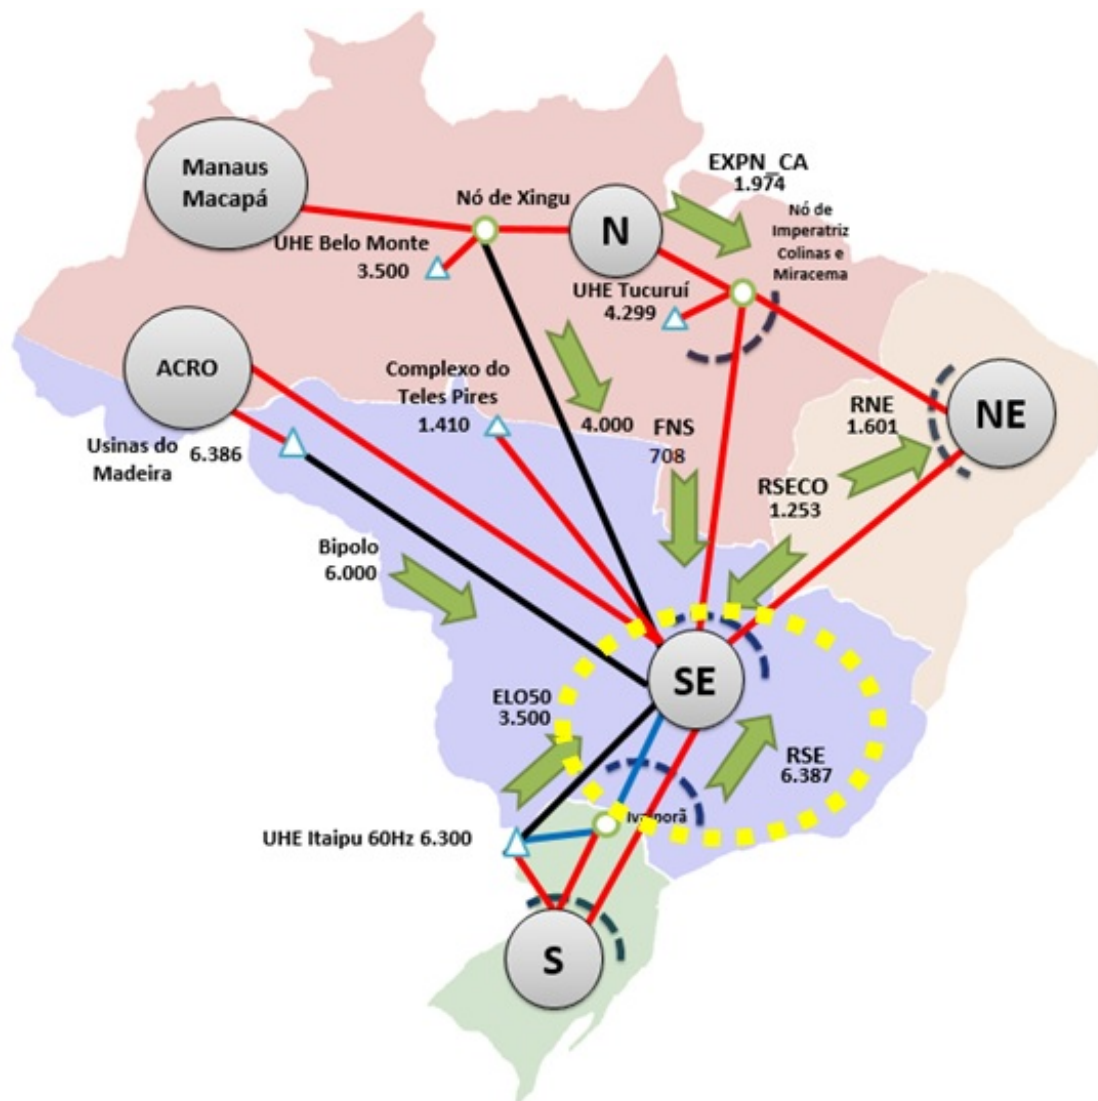 EXPN_CA
1.974
Manaus
Macapá
Nó de Xingu
N
Nó de
Imperatriz
Colinas e
Miracema
UHE Belo Monte
3.500
UHE Tucuruí
4.299
ACRO
Complexo do
Teles Pires
1.410
4.000
FNS
708
RNE
1.601
NE
Usinas do
Madeira
6.386
RSECO
1.253
Bipolo
6.000
SE
ELO50
3.500
RSE
6.387
UHE Itaipu 60Hz 6.300
S